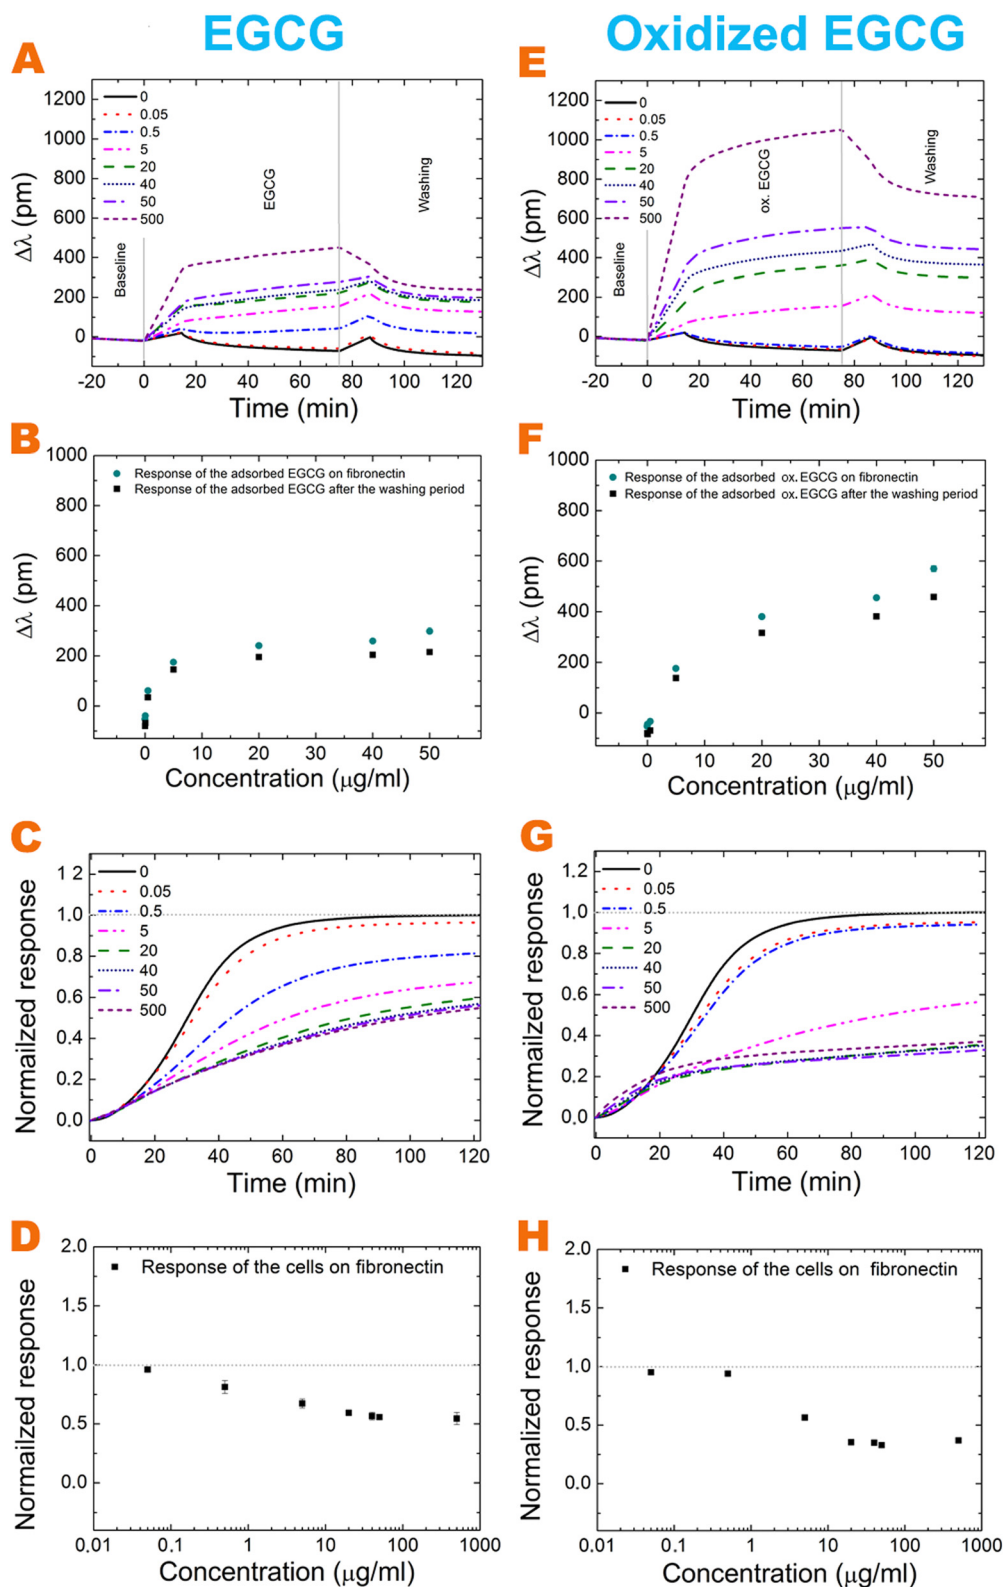 EGCG
Oxidized EGCG
A
1200
1000
800
600
400
200
0
Δλ (pm)
0
0.05
0.5
5
20
40
50
500
Baseline
EGCG
Washing
-20 0 20 40 60 80 100 120
Time (min)
E
1200
1000
800
600
400
200
0
Δλ (pm)
0
0.05
0.5
5
20
40
50
500
Baseline
ox. EGCG
Washing
-20 0 20 40 60 80 100 120
Time (min)
B
1000
800
600
400
200
0
Δλ (pm)
Response of the adsorbed EGCG on fibronectin
Response of the adsorbed EGCG after the washing period
0 10 20 30 40 50
Concentration (μg/ml)
F
1000
800
600
400
200
0
Δλ (pm)
Response of the adsorbed ox. EGCG on fibronectin
Response of the adsorbed ox. EGCG after the washing period
0 10 20 30 40 50
Concentration (μg/ml)
C
1.2
1.0
0.8
0.6
0.4
0.2
0.0
Normalized response
0
0.05
0.5
5
20
40
50
500
0 20 40 60 80 100 120
Time (min)
G
1.2
1.0
0.8
0.6
0.4
0.2
0.0
Normalized response
0
0.05
0.5
5
20
40
50
500
0 20 40 60 80 100 120
Time (min)
D
2.0
1.5
1.0
0.5
0.0
Normailzed response
Response of the cells on fibronectin
0.01 0.1 1 10 100 1000
Concentration (μg/ml)
H
2.0
1.5
1.0
0.5
0.0
Normalized response
Response of the cells on fibronectin
0.01 0.1 1 10 100 1000
Concentration (μg/ml)